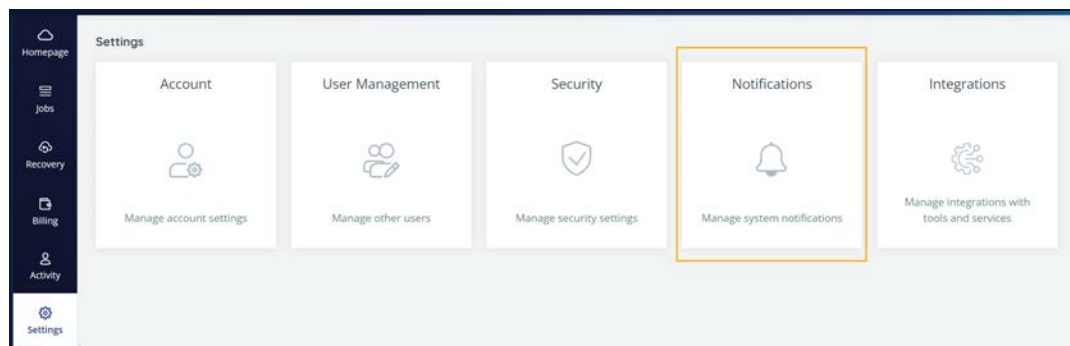 Homepage
Jobs
Recovery
Billing
Activity
Settings
Settings
Account
Manage account settings
User Management
Manage other users
Security
Manage security settings
Notifications
Manage system notifications
Integrations
Manage integrations with
tools and services